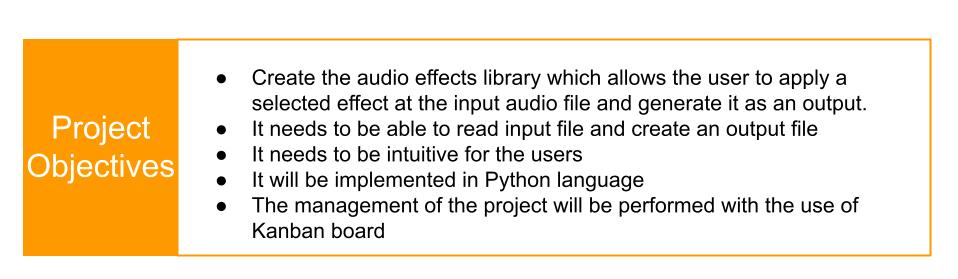 Project
Objectives
● Create the audio effects library which allows the user to apply a
selected effect at the input audio file and generate it as an output.
● It needs to be able to read input file and create an output file
● It needs to be intuitive for the users
● It will be implemented in Python language
● The management of the project will be performed with the use of
Kanban board